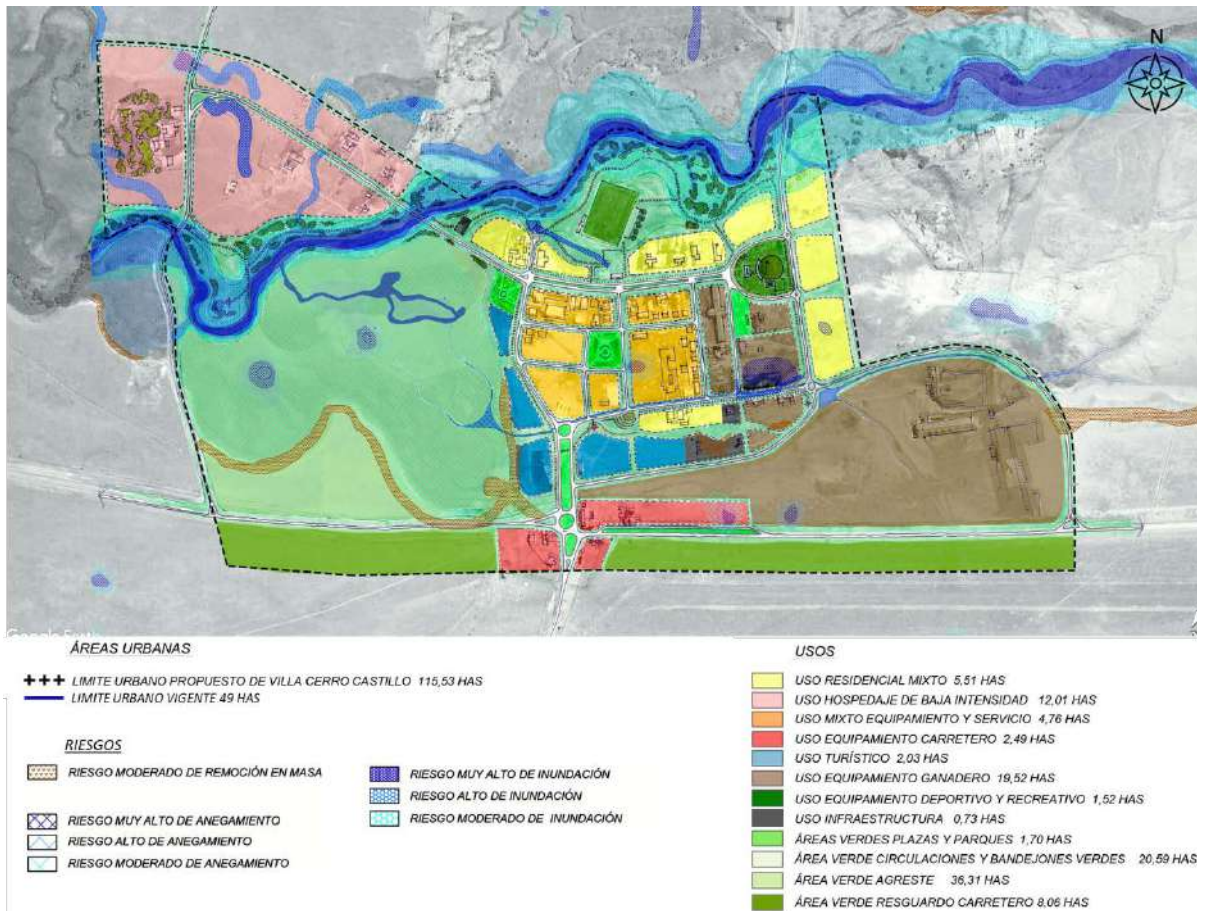 N
Google Earth
ÁREAS URBANAS
+++ LIMITE URBANO PROPUESTO DE VILLA CERRO CASTILLO 115,53 HAS
LIMITE URBANO VIGENTE 49 HAS
RIESGOS
RIESGO MODERADO DE REMOCIÓN EN MASA
RIESGO MUY ALTO DE ANEGAMIENTO
RIESGO ALTO DE ANEGAMIENTO
RIESGO MODERADO DE ANEGAMIENTO
RIESGO MUY ALTO DE INUNDACIÓN
RIESGO ALTO DE INUNDACIÓN
RIESGO MODERADO DE INUNDACIÓN
USOS
USO RESIDENCIAL MIXTO 5,51 HAS
USO HOSPEDAJE DE BAJA INTENSIDAD 12,01 HAS
USO MIXTO EQUIPAMIENTO Y SERVICIO 4,76 HAS
USO EQUIPAMIENTO CARRETERO 2,49 HAS
USO TURÍSTICO 2,03 HAS
USO EQUIPAMIENTO GANADERO 19,52 HAS
USO EQUIPAMIENTO DEPORTIVO Y RECREATIVO 1,52 HAS
USO INFRAESTRUCTURA 0,73 HAS
ÁREAS VERDES PLAZAS Y PARQUES 1,70 HAS
ÁREA VERDE CIRCULACIONES Y BANDEJONES VERDES 20,59 HAS
ÁREA VERDE AGRESTE 36,31 HAS
ÁREA VERDE RESGUARDO CARRETERO 8,06 HAS